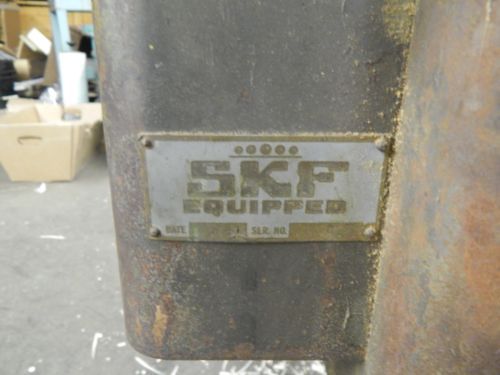 SKF
EQUIPPED
DATE SER. NO.